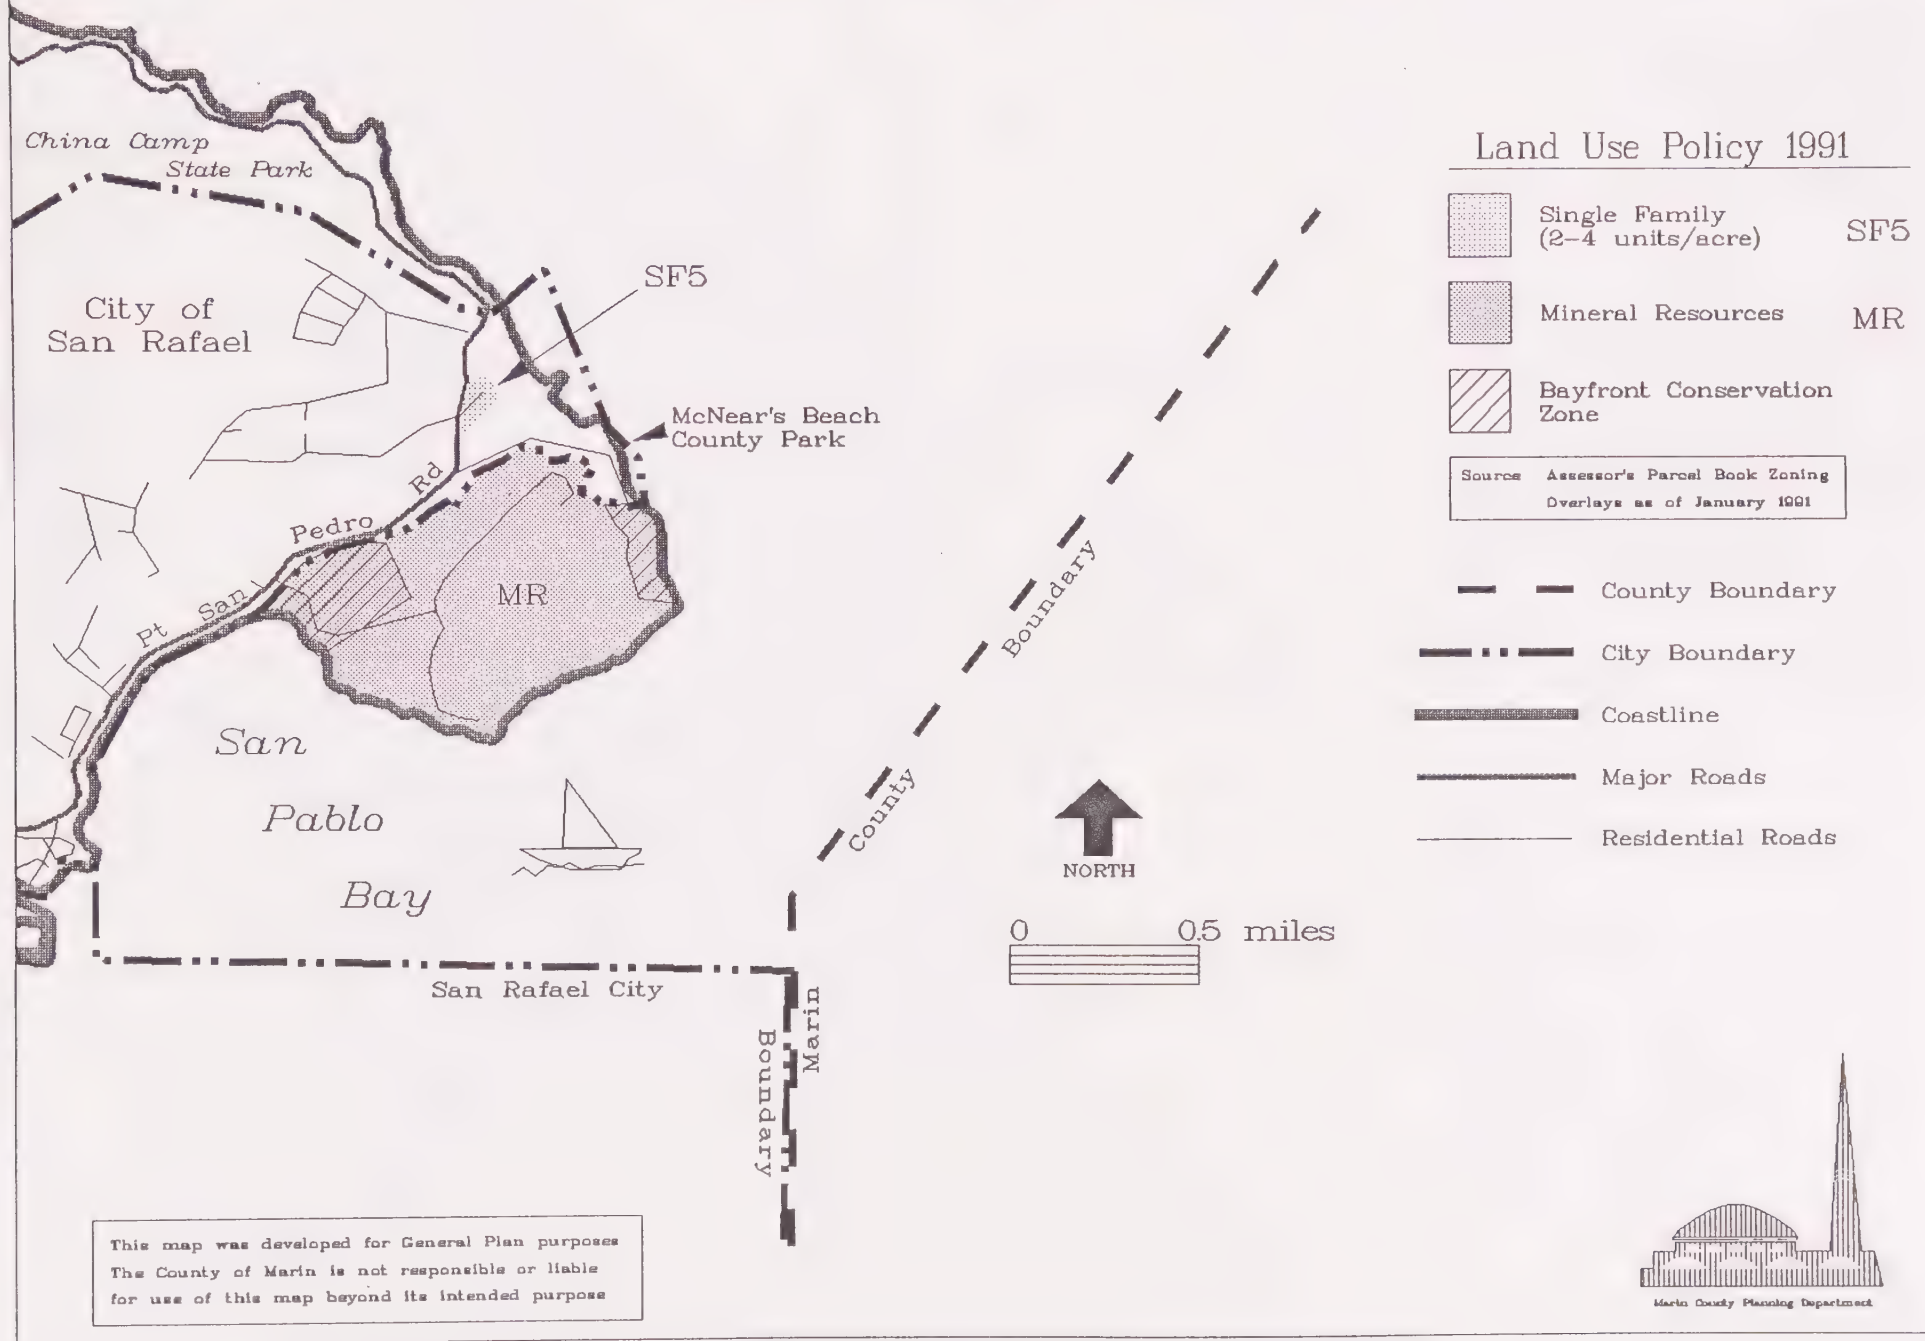 China Camp
State Park
City of
San Rafael
SF5
McNear's Beach
County Park
Pt San Pedro Rd
MR
San
Pablo
Bay
County Boundary
San Rafael City
Boundary
Marin
NORTH
0 0.5 miles
Land Use Policy 1991
Single Family
(2-4 units/acre) SF5
Mineral Resources MR
Bayfront Conservation
Zone
Source Assessor's Parcel Book Zoning
Overlays as of January 1991
County Boundary
City Boundary
Coastline
Major Roads
Residential Roads
This map was developed for General Plan purposes
The County of Marin is not responsible or liable
for use of this map beyond its intended purpose
Marin County Planning Department